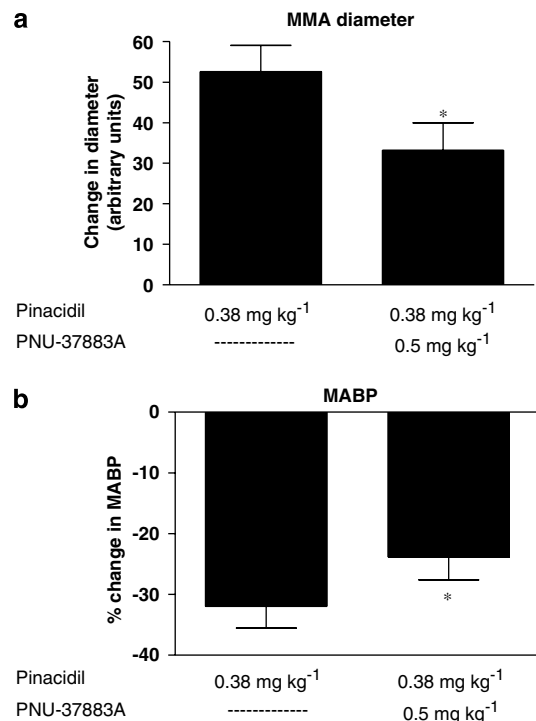 a
MMA diameter
Change in diameter
(arbitrary units)
60
50
40
30
20
10
0
*
Pinacidil 0.38 mg kg⁻¹ 0.38 mg kg⁻¹
PNU-37883A ------------- 0.5 mg kg⁻¹
b
MABP
% change in MABP
0
-10
-20
-30
-40
*
Pinacidil 0.38 mg kg⁻¹ 0.38 mg kg⁻¹
PNU-37883A ------------- 0.5 mg kg⁻¹